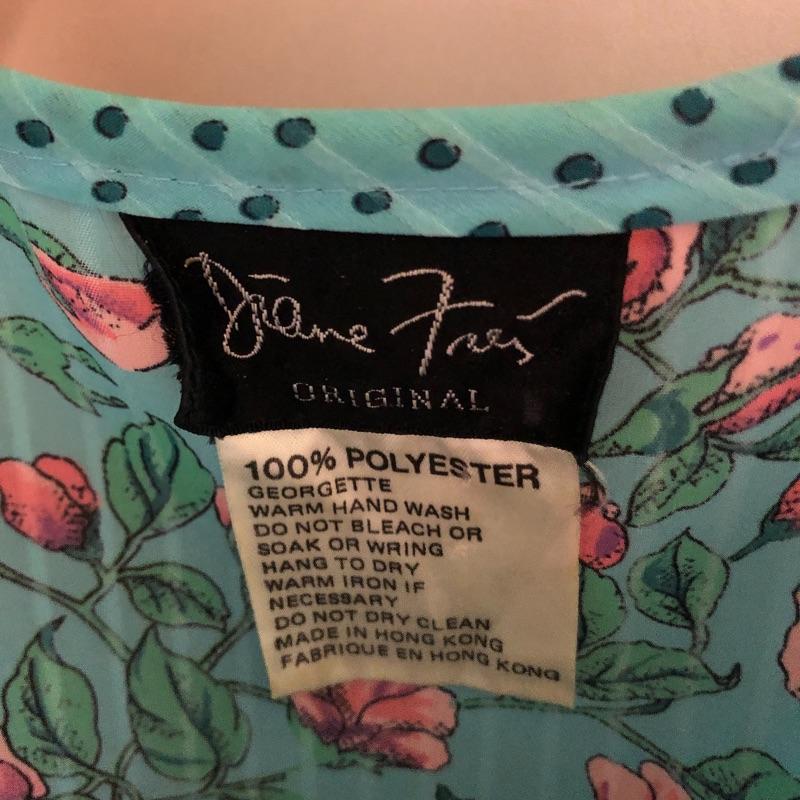 Diane Freis
ORIGINAL
100% POLYESTER
GEORGETTE
WARM HAND WASH
DO NOT BLEACH OR
SOAK OR WRING
HANG TO DRY
WARM IRON IF
NECESSARY
DO NOT DRY CLEAN
MADE IN HONG KONG
FABRIQUE EN HONG KONG